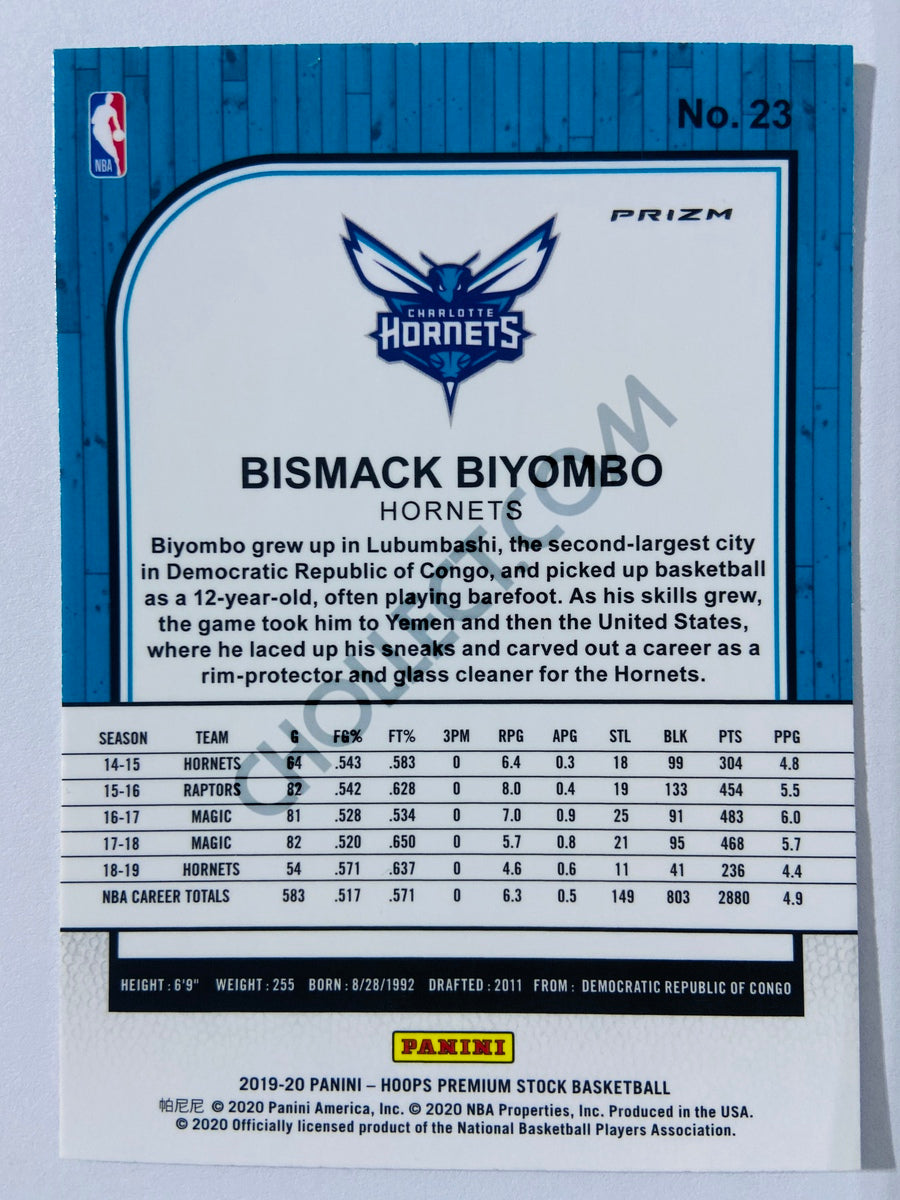 NBA
No. 23
PRIZM
CHARLOTTE
HORNETS
BISMACK BIYOMBO
HORNETS
Biyombo grew up in Lubumbashi, the second-largest city
in Democratic Republic of Congo, and picked up basketball
as a 12-year-old, often playing barefoot. As his skills grew,
the game took him to Yemen and then the United States,
where he laced up his sneaks and carved out a career as a
rim-protector and glass cleaner for the Hornets.
CHOLLECT.COM
SEASON TEAM G FG% FT% 3PM RPG APG STL BLK PTS PPG
14-15 HORNETS 64 .543 .583 0 6.4 0.3 18 99 304 4.8
15-16 RAPTORS 82 .542 .628 0 8.0 0.4 19 133 454 5.5
16-17 MAGIC 81 .528 .534 0 7.0 0.9 25 91 483 6.0
17-18 MAGIC 82 .520 .650 0 5.7 0.8 21 95 468 5.7
18-19 HORNETS 54 .571 .637 0 4.6 0.6 11 41 236 4.4
NBA CAREER TOTALS 583 .517 .571 0 6.3 0.5 149 803 2880 4.9
HEIGHT : 6'9" WEIGHT : 255 BORN : 8/28/1992 DRAFTED : 2011 FROM : DEMOCRATIC REPUBLIC OF CONGO
PANINI
2019-20 PANINI – HOOPS PREMIUM STOCK BASKETBALL
帕尼尼 © 2020 Panini America, Inc. © 2020 NBA Properties, Inc. Produced in the USA.
© 2020 Officially licensed product of the National Basketball Players Association.